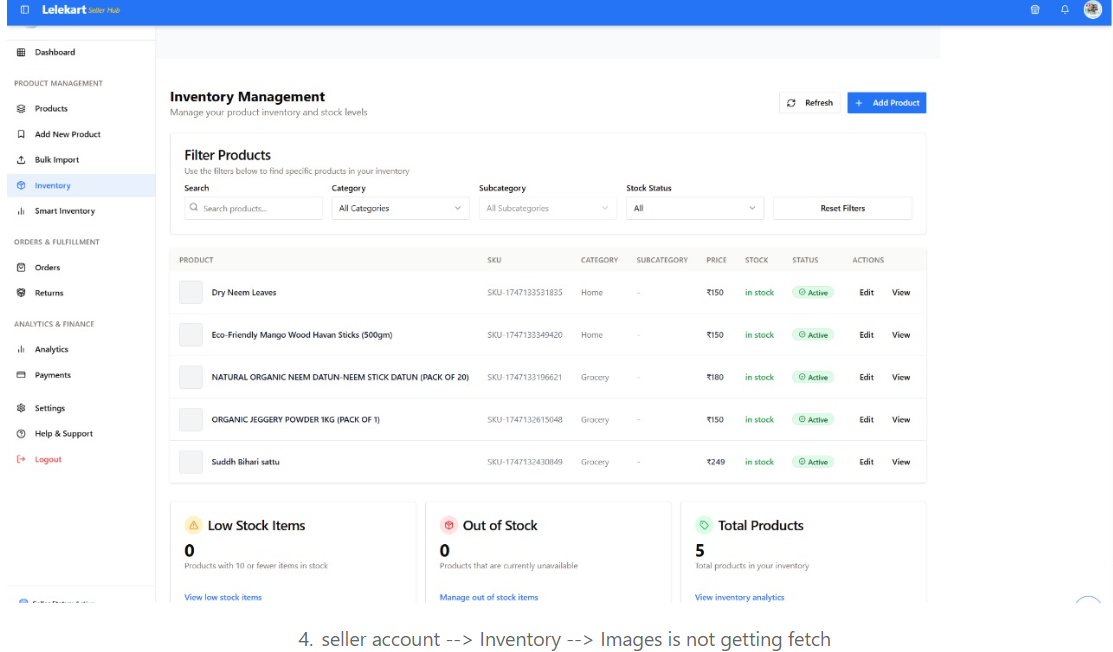 Lelekart Seller Hub
Dashboard
PRODUCT MANAGEMENT
Products
Add New Product
Bulk Import
Inventory
Smart Inventory
ORDERS & FULFILLMENT
Orders
Returns
ANALYTICS & FINANCE
Analytics
Payments
Settings
Help & Support
Logout
Seller Status: Active
Inventory Management
Manage your product inventory and stock levels
Refresh
+ Add Product
Filter Products
Use the filters below to find specific products in your inventory
Search Category Subcategory Stock Status
Search products... All Categories All Subcategories All Reset Filters
PRODUCT SKU CATEGORY SUBCATEGORY PRICE STOCK STATUS ACTIONS
Dry Neem Leaves SKU-1747133531835 Home - ₹150 in stock Active Edit View
Eco-Friendly Mango Wood Havan Sticks (500gm) SKU-1747133349420 Home - ₹150 in stock Active Edit View
NATURAL ORGANIC NEEM DATUN-NEEM STICK DATUN (PACK OF 20) SKU-1747133196621 Grocery - ₹180 in stock Active Edit View
ORGANIC JEGGERY POWDER 1KG (PACK OF 1) SKU-1747132615048 Grocery - ₹150 in stock Active Edit View
Suddh Bihari sattu SKU-1747132430849 Grocery - ₹249 in stock Active Edit View
Low Stock Items
0
Products with 10 or fewer items in stock
View low stock items
Out of Stock
0
Products that are currently unavailable
Manage out of stock items
Total Products
5
Total products in your inventory
View inventory analytics
4. seller account --> Inventory --> Images is not getting fetch